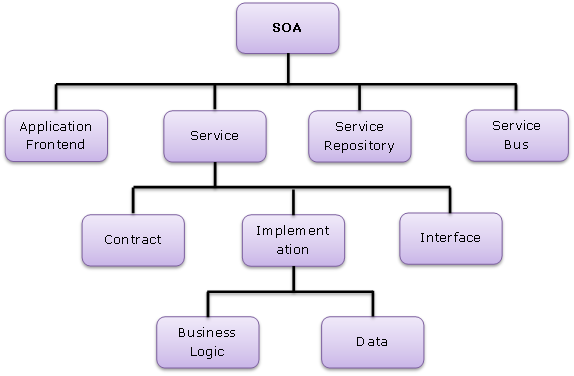 SOA
Application
Frontend
Service
Service
Repository
Service
Bus
Contract
Implement
ation
Interface
Business
Logic
Data